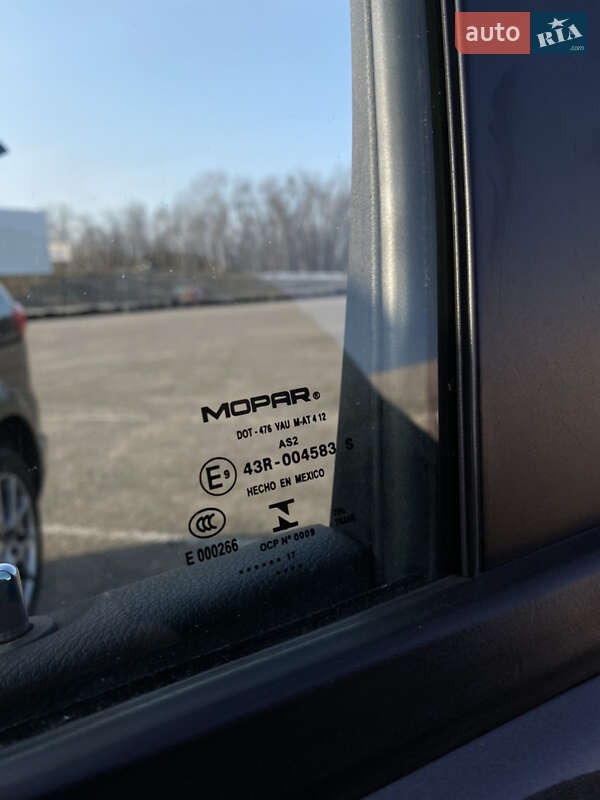 auto RIA
.com
MOPAR®
DOT-476 VAU M-AT 4 12
AS2
E9 43R-004583 S
HECHO EN MEXICO
CCC
E 000266
OCP Nº 0009
...... 17
....